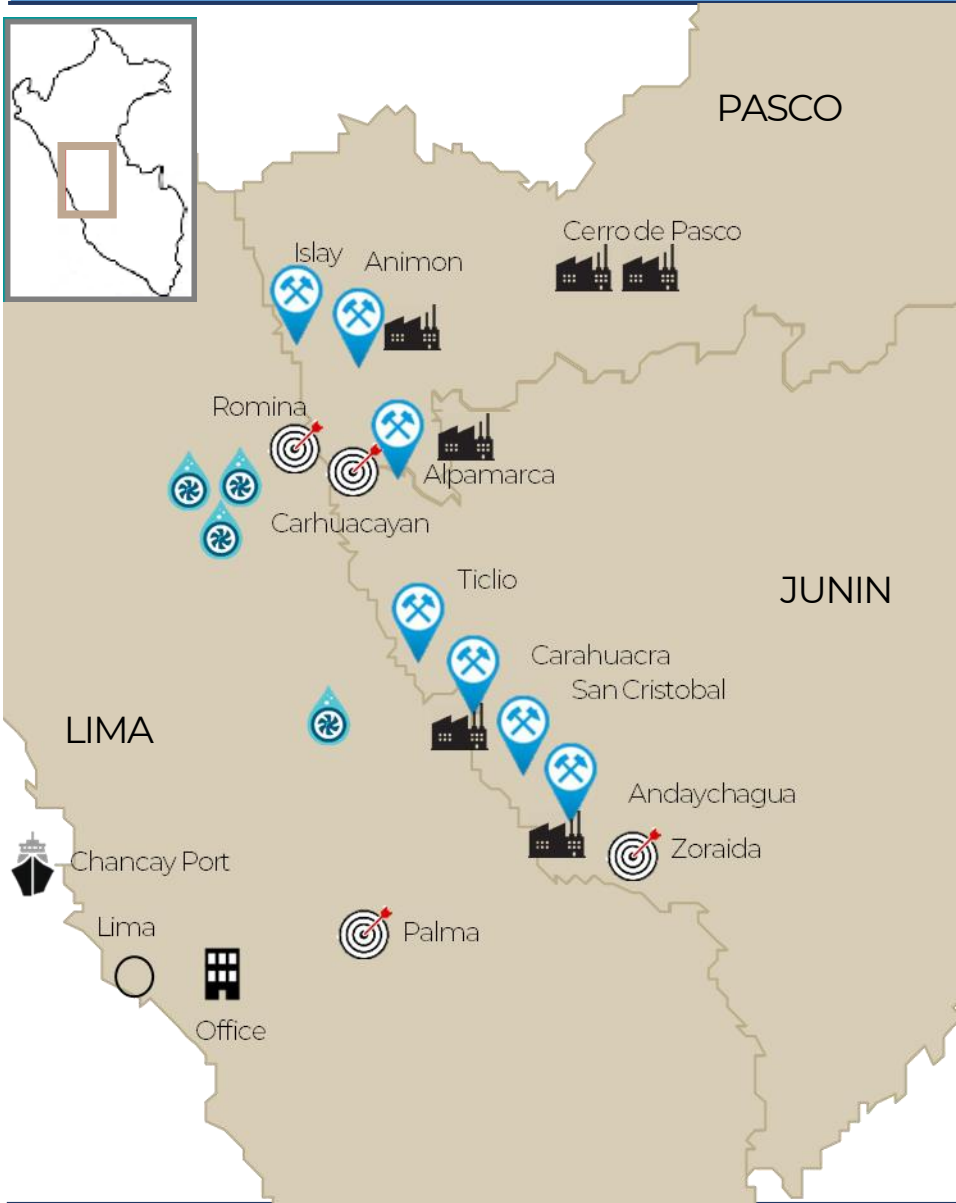 PASCO
Cerro de Pasco
Islay
Animon
Romina
Alpamarca
Carhuacayan
Ticlio
JUNIN
Carahuacra
San Cristobal
LIMA
Andaychagua
Zoraida
Chancay Port
Lima
Palma
Office